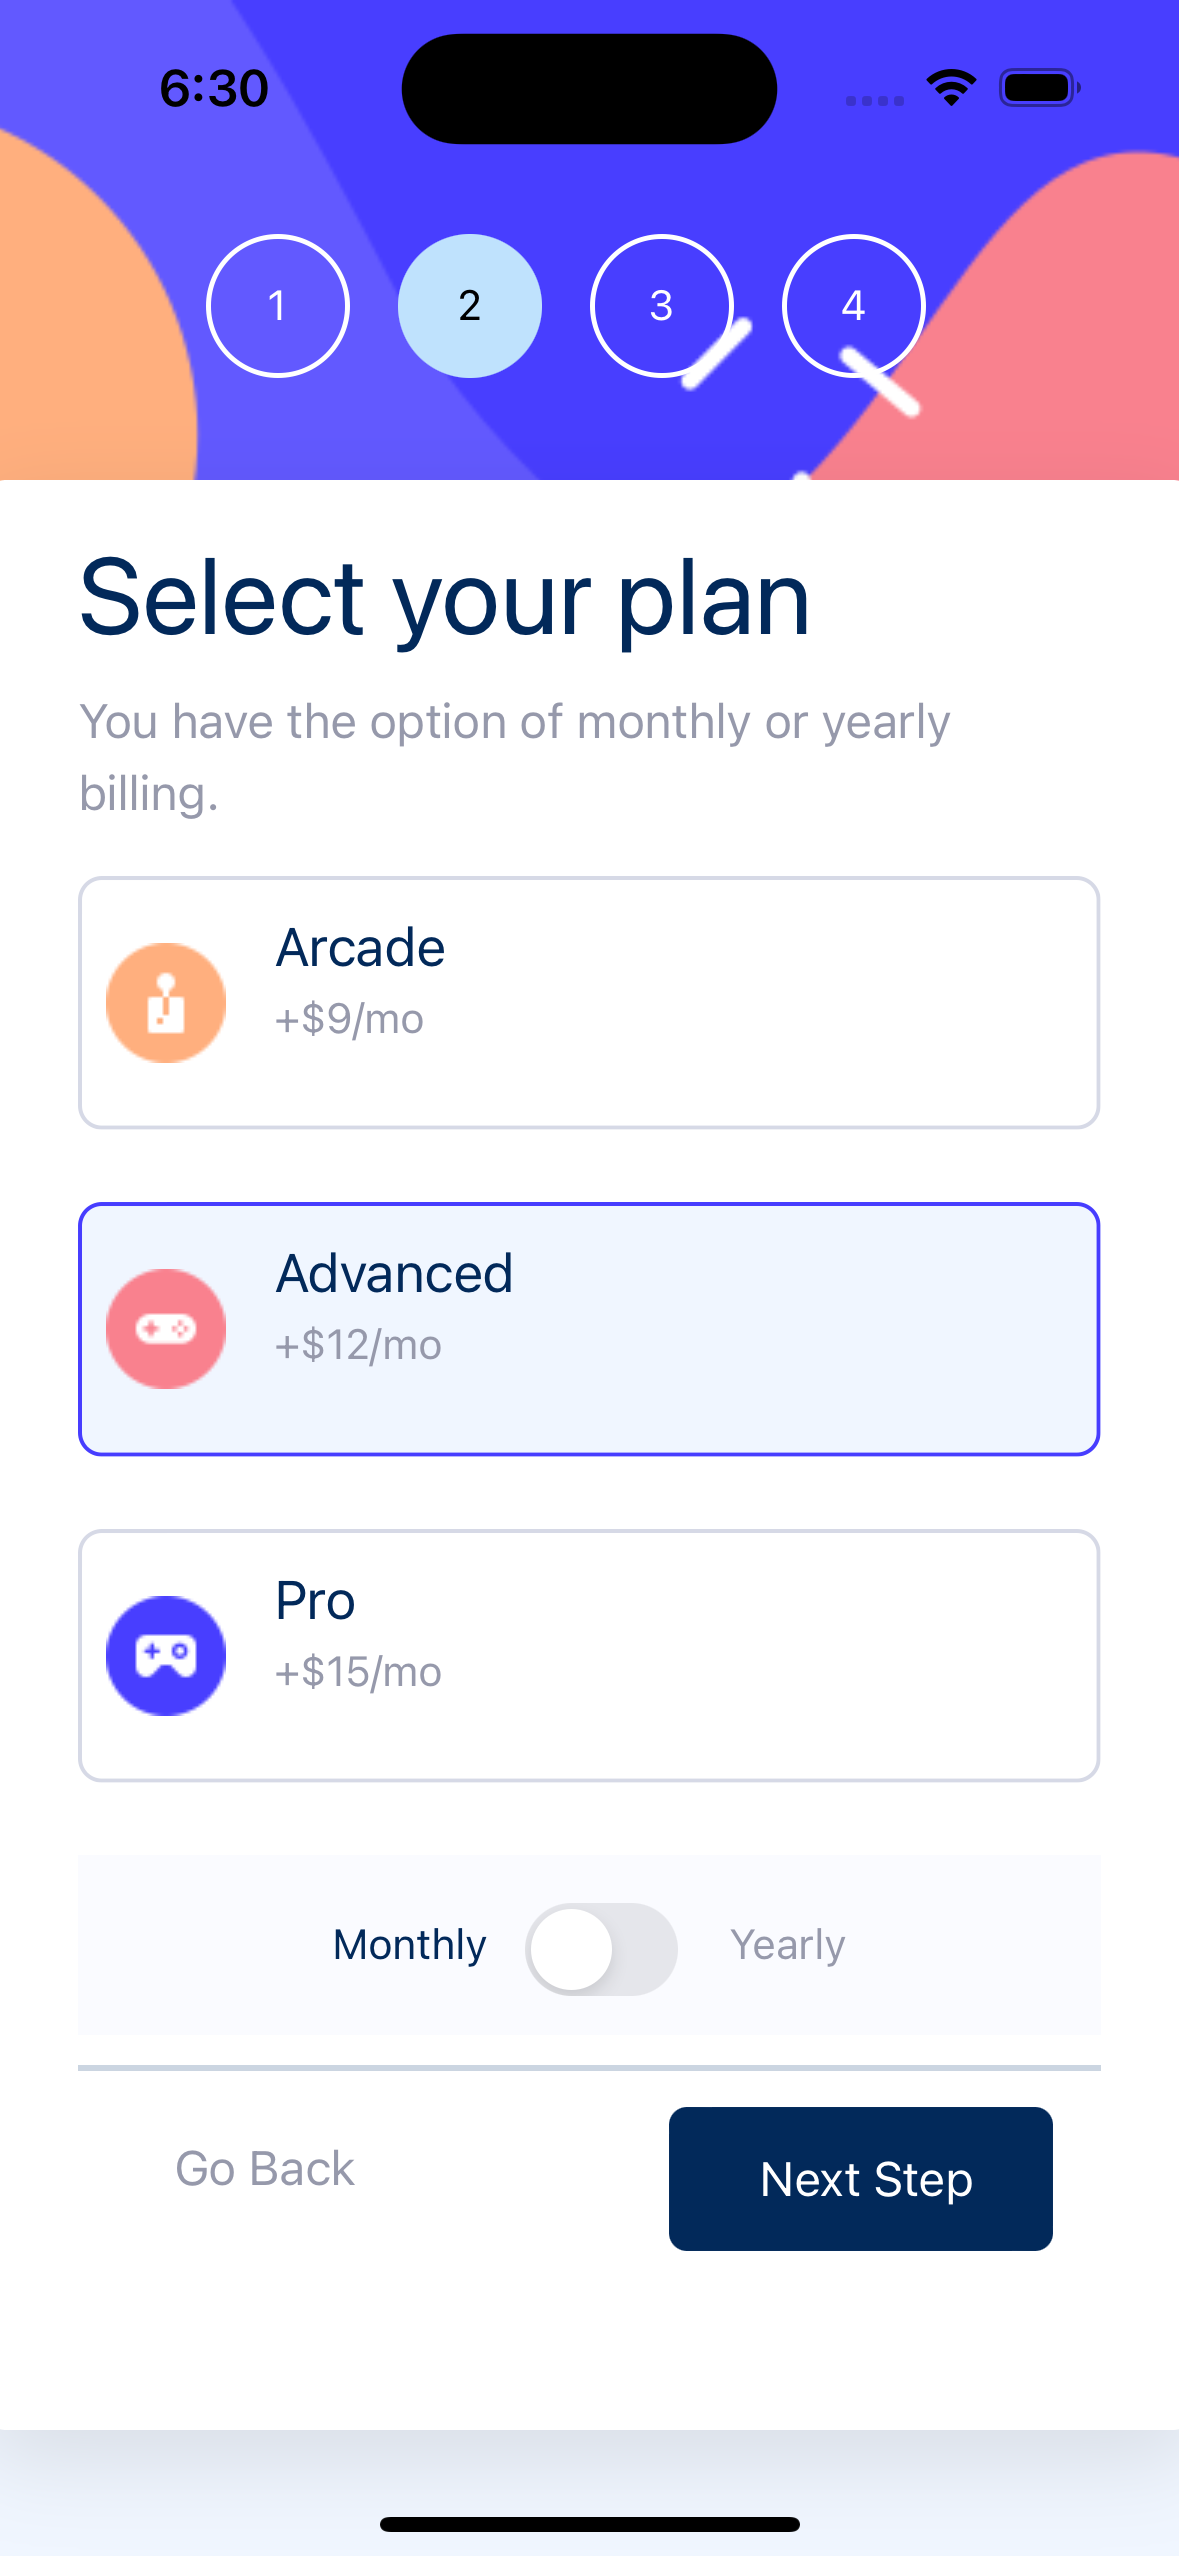 6:30
1 2 3 4
Select your plan
You have the option of monthly or yearly
billing.
Arcade
+$9/mo
Advanced
+$12/mo
Pro
+$15/mo
Monthly Yearly
Go Back Next Step